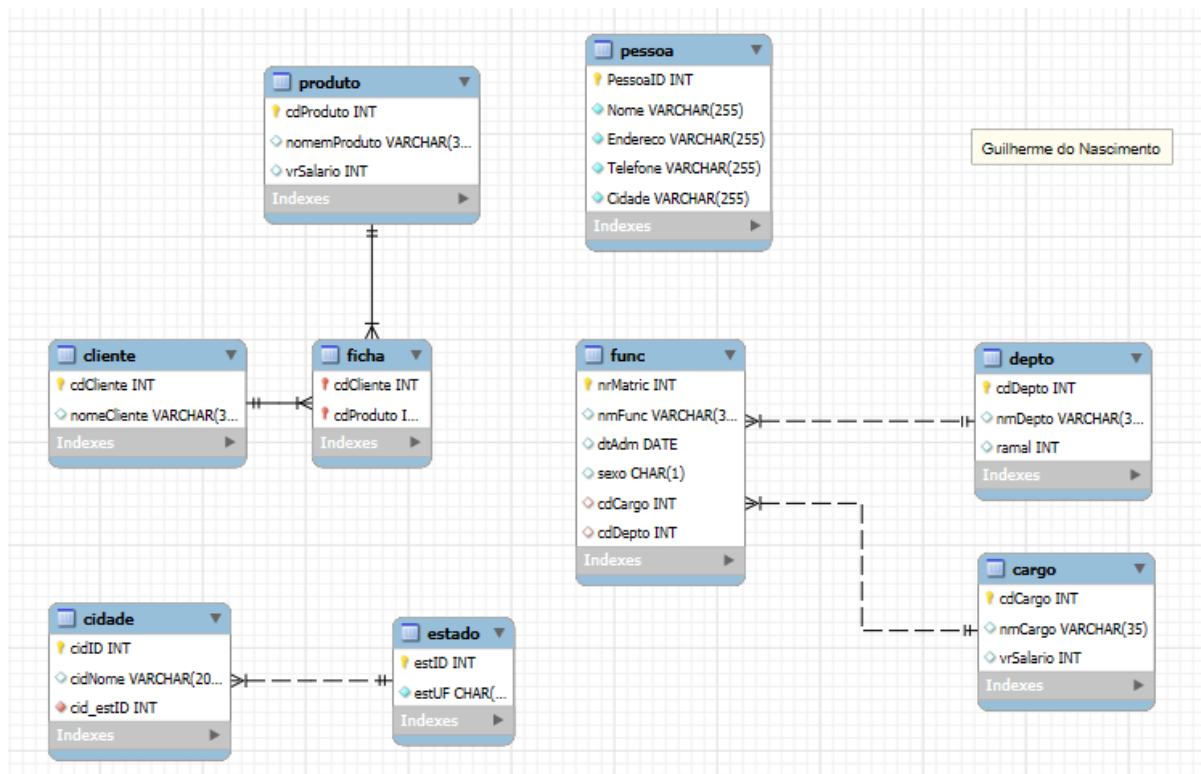 produto
cdProduto INT
nomemProduto VARCHAR(3...
vrSalario INT
Indexes
pessoa
PessoaID INT
Nome VARCHAR(255)
Endereco VARCHAR(255)
Telefone VARCHAR(255)
Cidade VARCHAR(255)
Indexes
Guilherme do Nascimento
cliente
cdCliente INT
nomeCliente VARCHAR(3...
Indexes
ficha
cdCliente INT
cdProduto I...
Indexes
func
nrMatric INT
nmFunc VARCHAR(3...
dtAdm DATE
sexo CHAR(1)
cdCargo INT
cdDepto INT
Indexes
depto
cdDepto INT
nmDepto VARCHAR(3...
ramal INT
Indexes
cargo
cdCargo INT
nmCargo VARCHAR(35)
vrSalario INT
Indexes
cidade
cidID INT
cidNome VARCHAR(20...
cid_estID INT
Indexes
estado
estID INT
estUF CHAR(...
Indexes